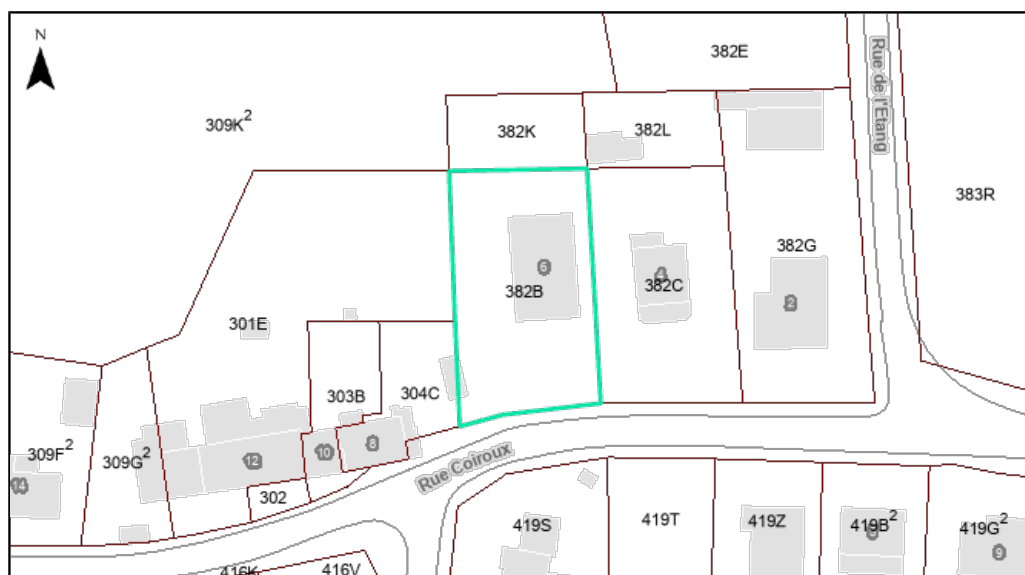 N
382E
Rue de l'Etang
309K²
382K
382L
383R
382G
6
4
382B
382C
2
301E
303B
304C
8
10
12
309F²
309G²
14
302
Rue Coiroux
419S
419T
419Z
419B²
419G²
9
416K
416V